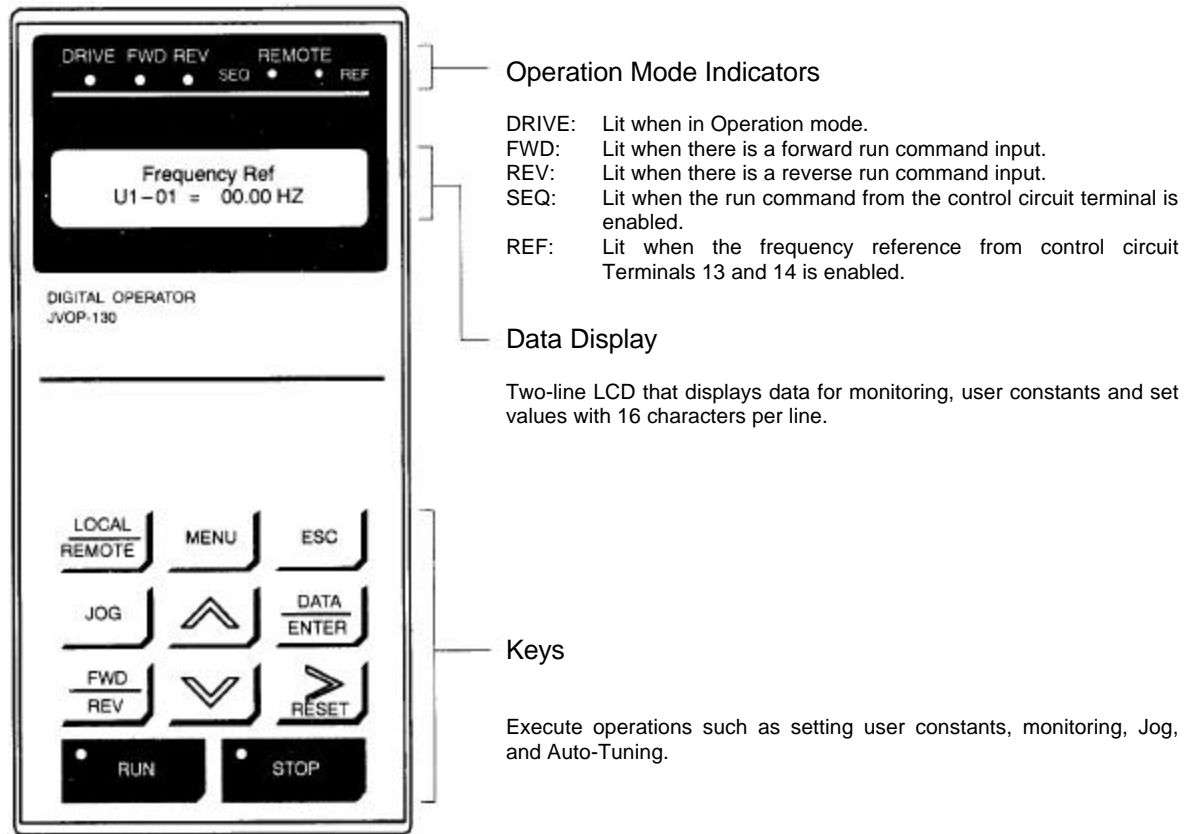 DRIVE FWD REV REMOTE
SEQ REF
Frequency Ref
U1-01 = 00.00 HZ
DIGITAL OPERATOR
JVOP-130
LOCAL
REMOTE
MENU
ESC
JOG
DATA
ENTER
FWD
REV
RESET
RUN
STOP
Operation Mode Indicators
DRIVE: Lit when in Operation mode.
FWD: Lit when there is a forward run command input.
REV: Lit when there is a reverse run command input.
SEQ: Lit when the run command from the control circuit terminal is
enabled.
REF: Lit when the frequency reference from control circuit
Terminals 13 and 14 is enabled.
Data Display
Two-line LCD that displays data for monitoring, user constants and set
values with 16 characters per line.
Keys
Execute operations such as setting user constants, monitoring, Jog,
and Auto-Tuning.